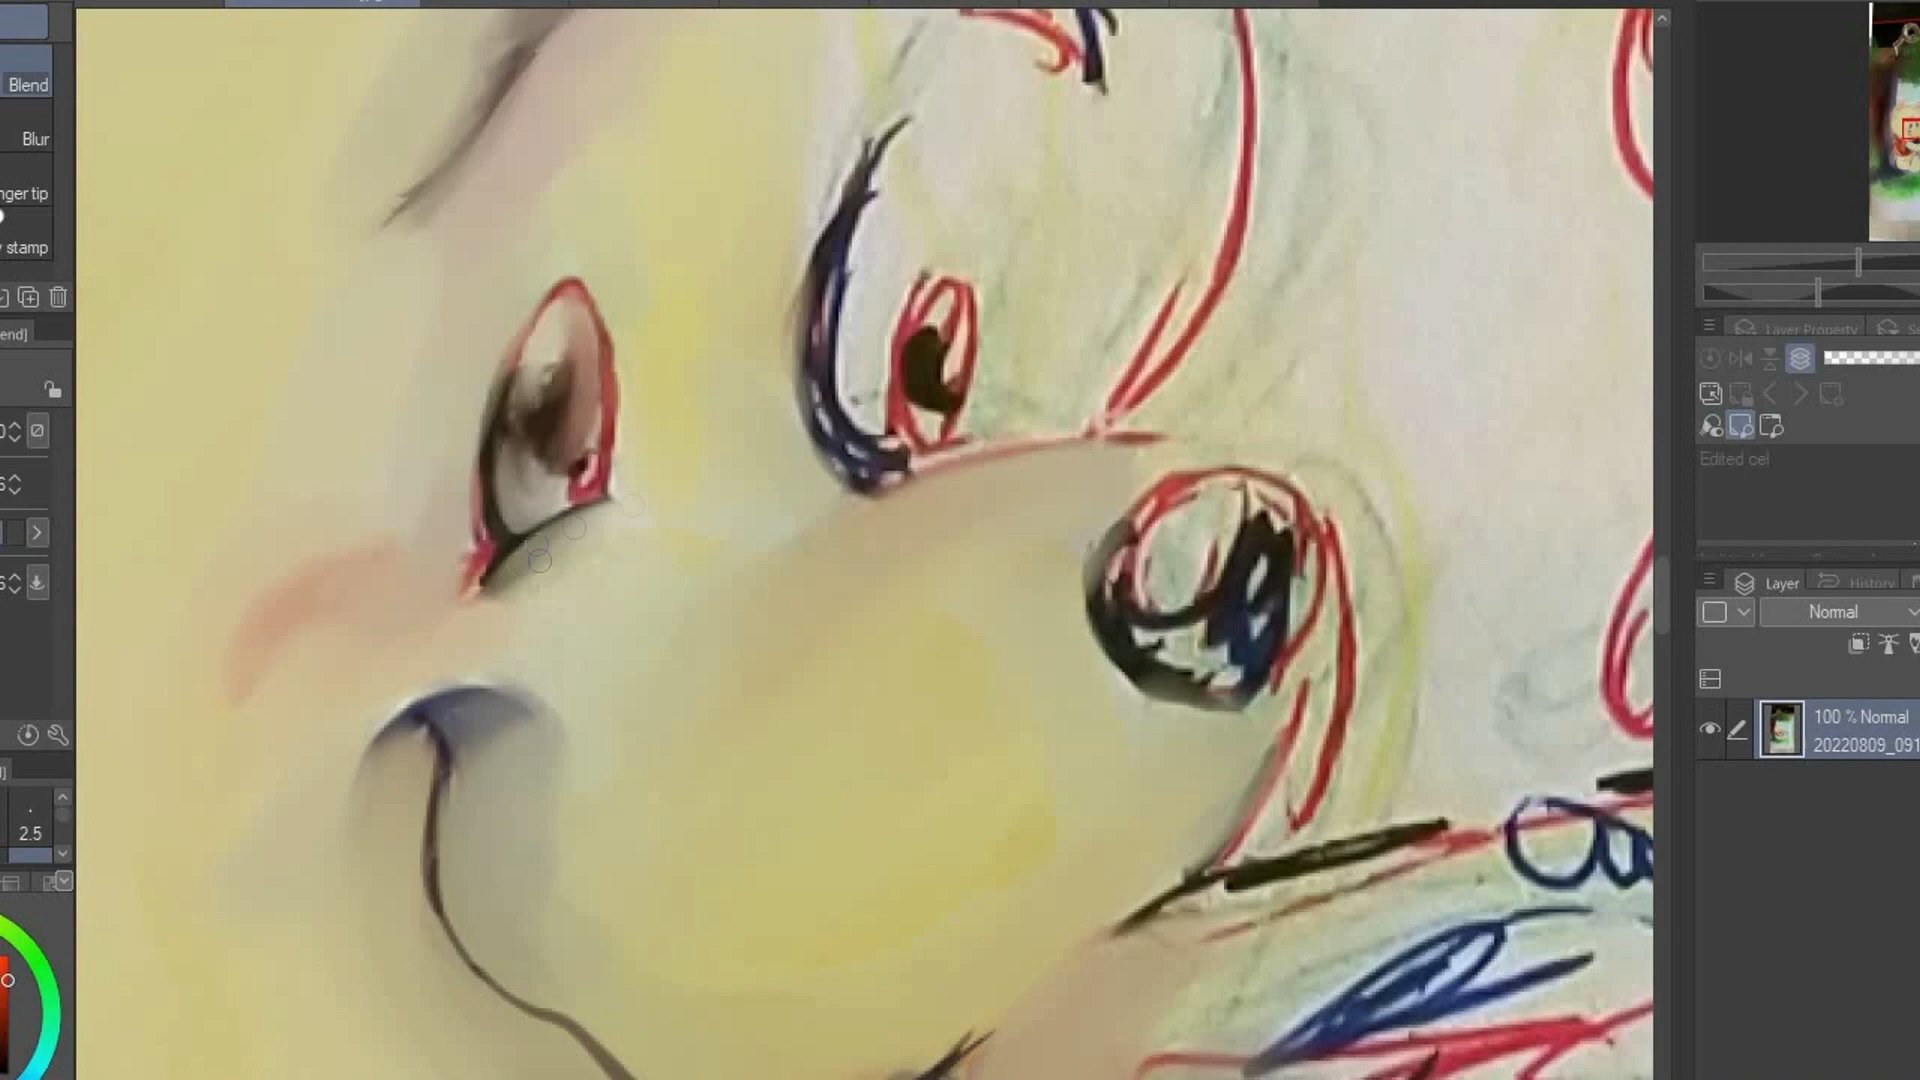 Blend
Blur
nger tip
y stamp
end]
Layer Property
Edited cel
2.5
Layer
History
Normal
100 % Normal
20220809_091